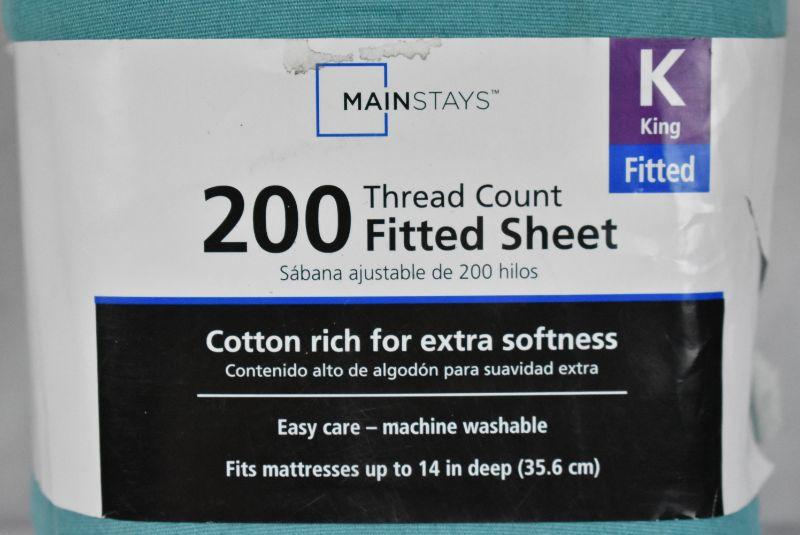 MAINSTAYS™
K
King
Fitted
200 Thread Count
Fitted Sheet
Sábana ajustable de 200 hilos
Cotton rich for extra softness
Contenido alto de algodón para suavidad extra
Easy care – machine washable
Fits mattresses up to 14 in deep (35.6 cm)